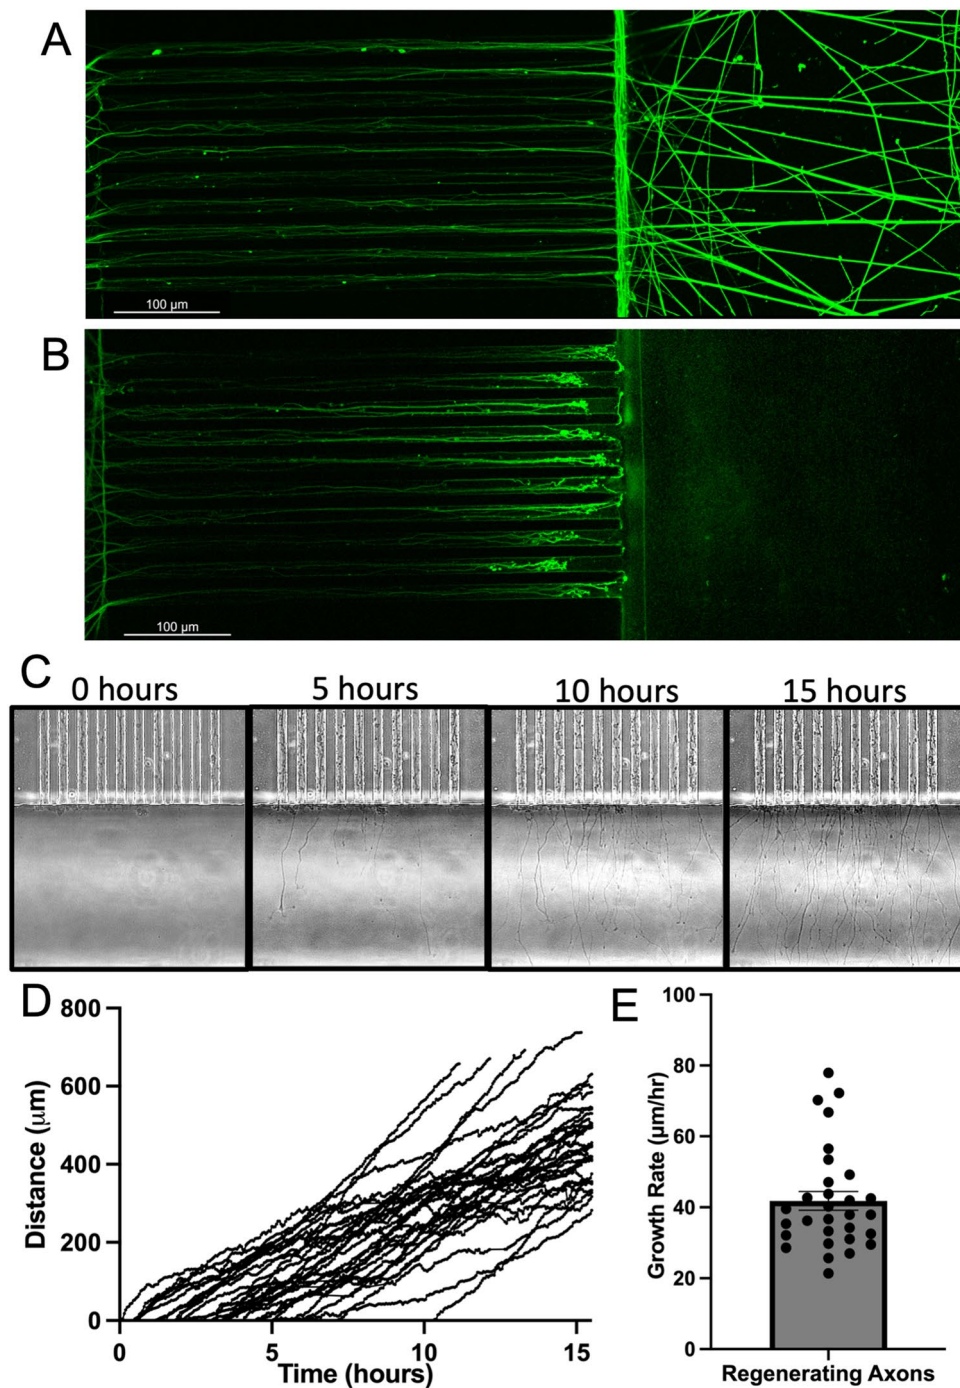 A
100 µm
B
100 µm
C
0 hours
5 hours
10 hours
15 hours
D
800
600
400
200
0
Distance (µm)
0
5
10
15
Time (hours)
E
100
80
60
40
20
0
Growth Rate (µm/hr)
Regenerating Axons